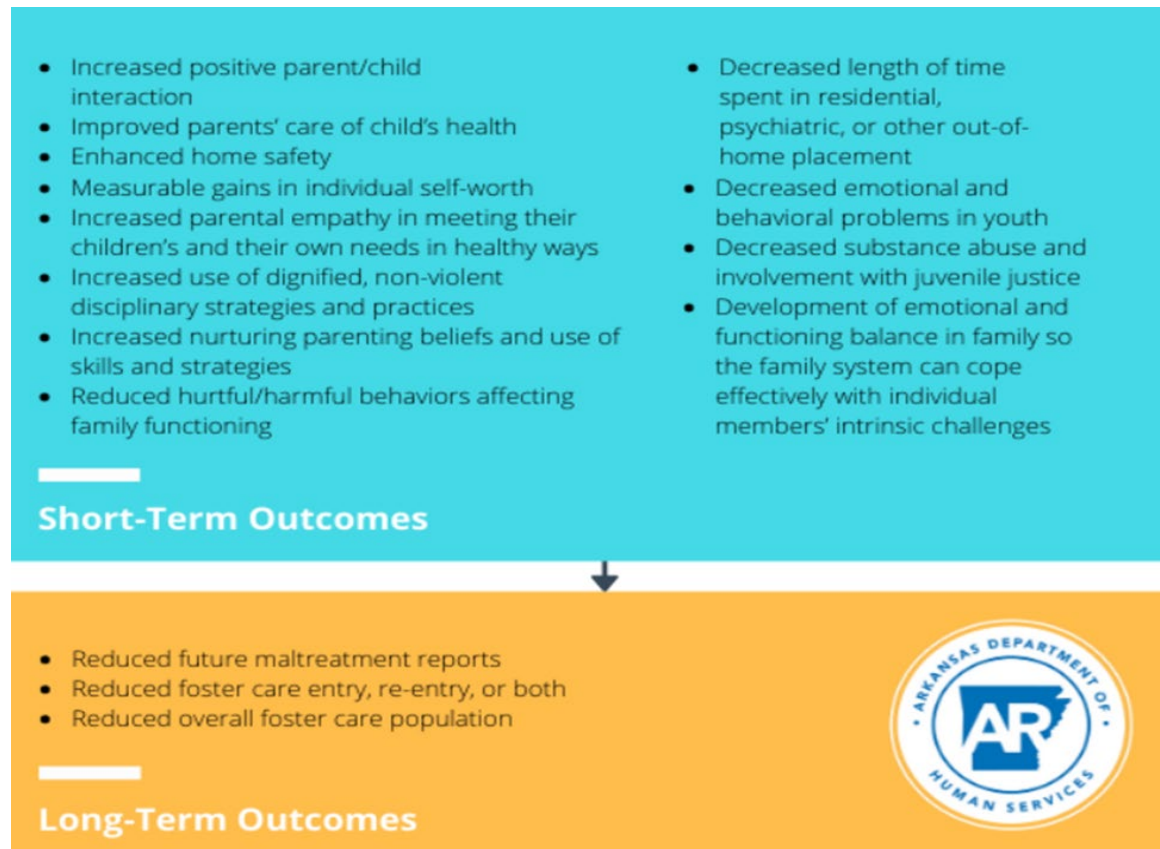 • Increased positive parent/child
interaction
• Improved parents' care of child's health
• Enhanced home safety
• Measurable gains in individual self-worth
• Increased parental empathy in meeting their
children's and their own needs in healthy ways
• Increased use of dignified, non-violent
disciplinary strategies and practices
• Increased nurturing parenting beliefs and use of
skills and strategies
• Reduced hurtful/harmful behaviors affecting
family functioning
• Decreased length of time
spent in residential,
psychiatric, or other out-of-
home placement
• Decreased emotional and
behavioral problems in youth
• Decreased substance abuse and
involvement with juvenile justice
• Development of emotional and
functioning balance in family so
the family system can cope
effectively with individual
members' intrinsic challenges
Short-Term Outcomes
• Reduced future maltreatment reports
• Reduced foster care entry, re-entry, or both
• Reduced overall foster care population
Long-Term Outcomes
• ARKANSAS DEPARTMENT OF •
AR
HUMAN SERVICES